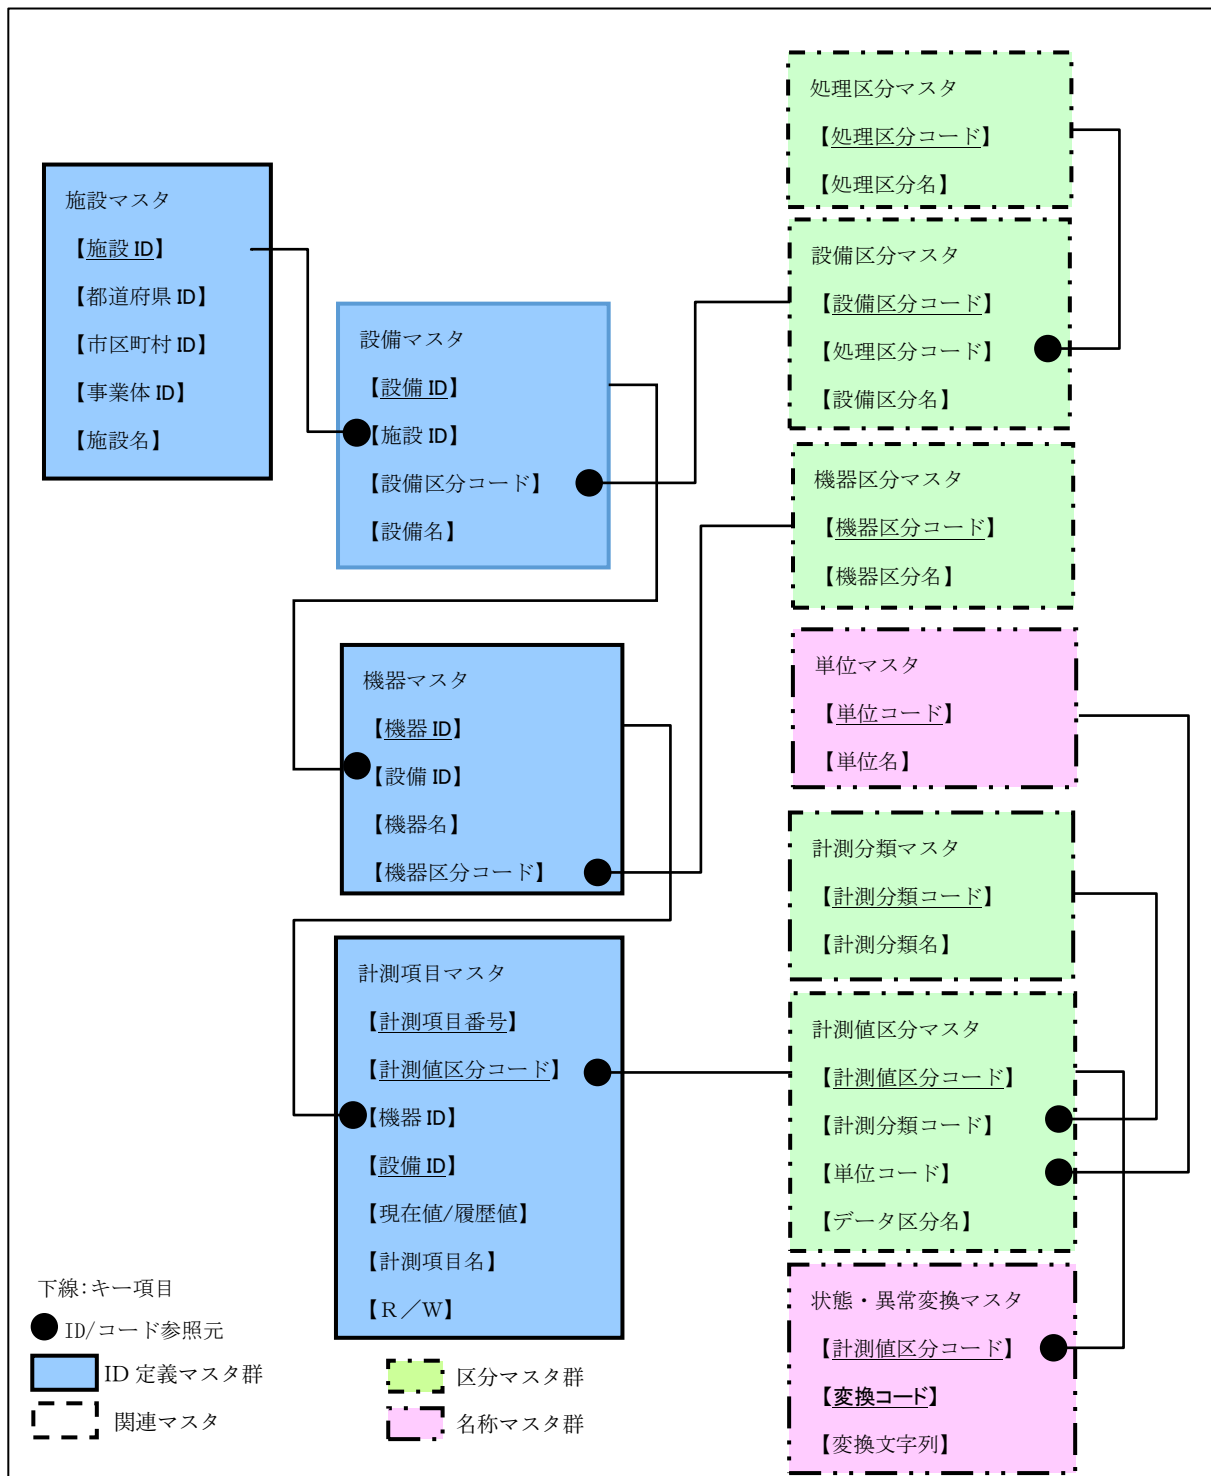 施設マスタ
【施設 ID】
【都道府県 ID】
【市区町村 ID】
【事業体 ID】
【施設名】
設備マスタ
【設備 ID】
【施設 ID】
【設備区分コード】
【設備名】
機器マスタ
【機器 ID】
【設備 ID】
【機器名】
【機器区分コード】
計測項目マスタ
【計測項目番号】
【計測値区分コード】
【機器 ID】
【設備 ID】
【現在値/履歴値】
【計測項目名】
【R／W】
処理区分マスタ
【処理区分コード】
【処理区分名】
設備区分マスタ
【設備区分コード】
【処理区分コード】
【設備区分名】
機器区分マスタ
【機器区分コード】
【機器区分名】
単位マスタ
【単位コード】
【単位名】
計測分類マスタ
【計測分類コード】
【計測分類名】
計測値区分マスタ
【計測値区分コード】
【計測分類コード】
【単位コード】
【データ区分名】
状態・異常変換マスタ
【計測値区分コード】
【変換コード】
【変換文字列】
下線：キー項目
ID/コード参照元
ID 定義マスタ群
関連マスタ
区分マスタ群
名称マスタ群